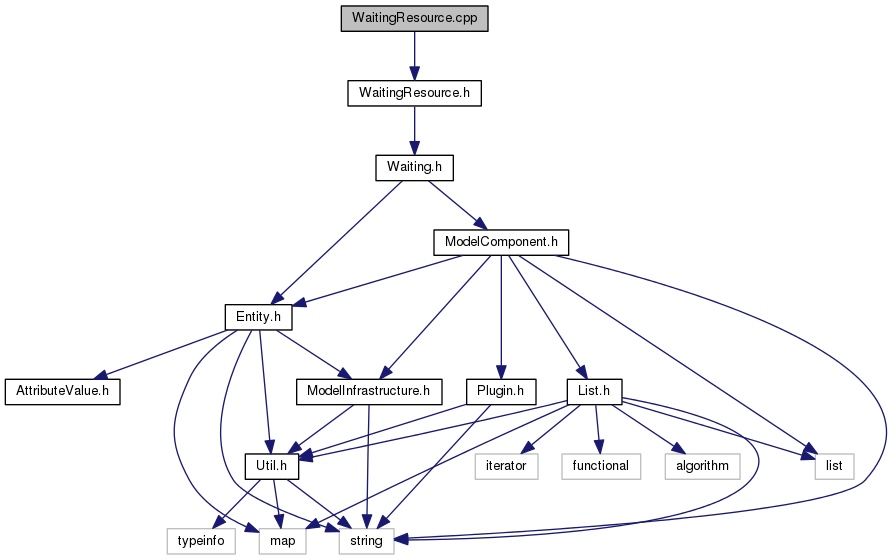 WaitingResource.cpp
WaitingResource.h
Waiting.h
ModelComponent.h
Entity.h
AttributeValue.h
ModelInfrastructure.h
Plugin.h
List.h
Util.h
iterator
functional
algorithm
list
typeinfo
map
string